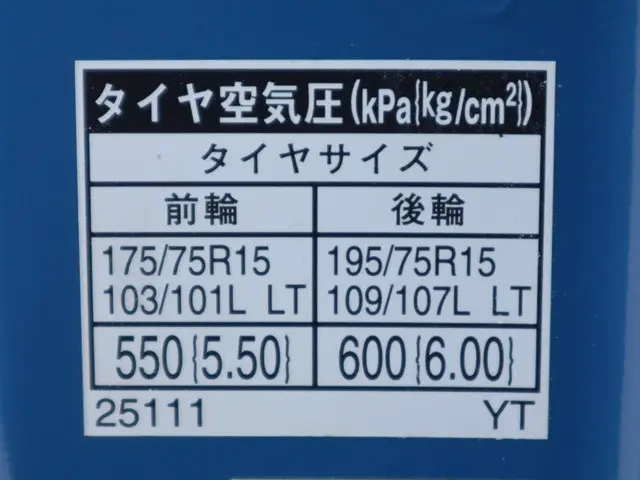 タイヤ空気圧(kPa{kg/cm²})
タイヤサイズ
前輪 後輪
175/75R15 195/75R15
103/101L LT 109/107L LT
550{5.50} 600{6.00}
25111 YT